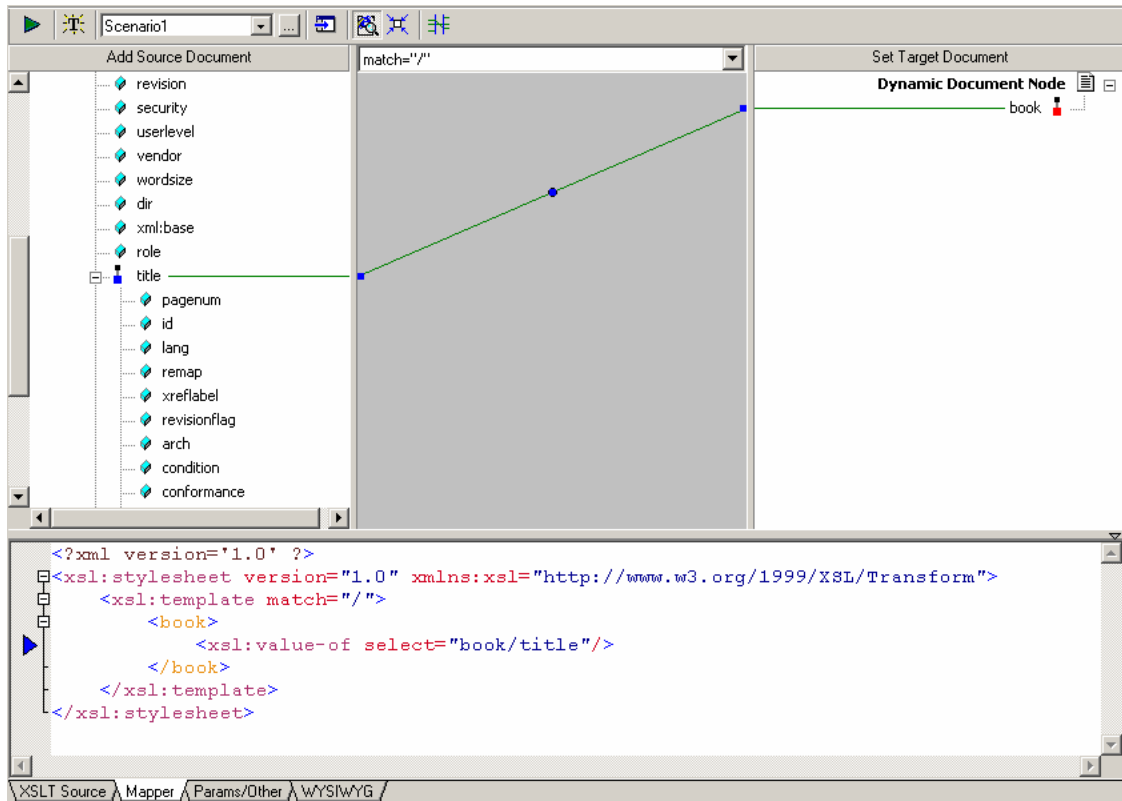 Scenario1
...
Add Source Document
match="/"
Set Target Document
revision
security
userlevel
vendor
wordsize
dir
xml:base
role
title
pagenum
id
lang
remap
xreflabel
revisionflag
arch
condition
conformance
Dynamic Document Node
book
<?xml version='1.0' ?>
<xsl:stylesheet version="1.0" xmlns:xsl="http://www.w3.org/1999/XSL/Transform">
<xsl:template match="/">
<book>
<xsl:value-of select="book/title"/>
</book>
</xsl:template>
</xsl:stylesheet>
XSLT Source Mapper Params/Other WYSIWYG